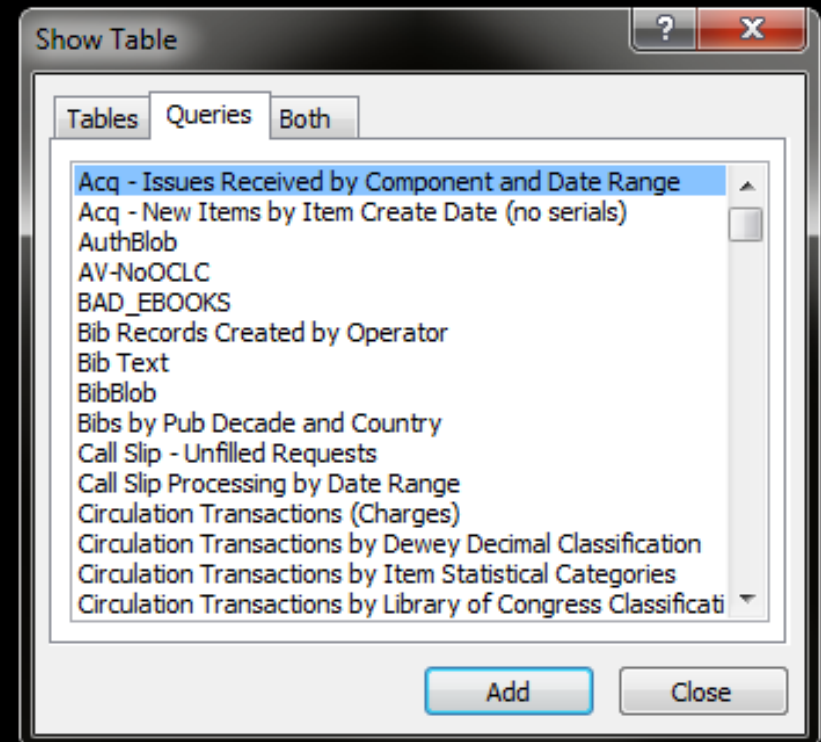 Show Table
?
X
Tables Queries Both
Acq - Issues Received by Component and Date Range
Acq - New Items by Item Create Date (no serials)
AuthBlob
AV-NoOCLC
BAD_EBOOKS
Bib Records Created by Operator
Bib Text
BibBlob
Bibs by Pub Decade and Country
Call Slip - Unfilled Requests
Call Slip Processing by Date Range
Circulation Transactions (Charges)
Circulation Transactions by Dewey Decimal Classification
Circulation Transactions by Item Statistical Categories
Circulation Transactions by Library of Congress Classificati
Add Close